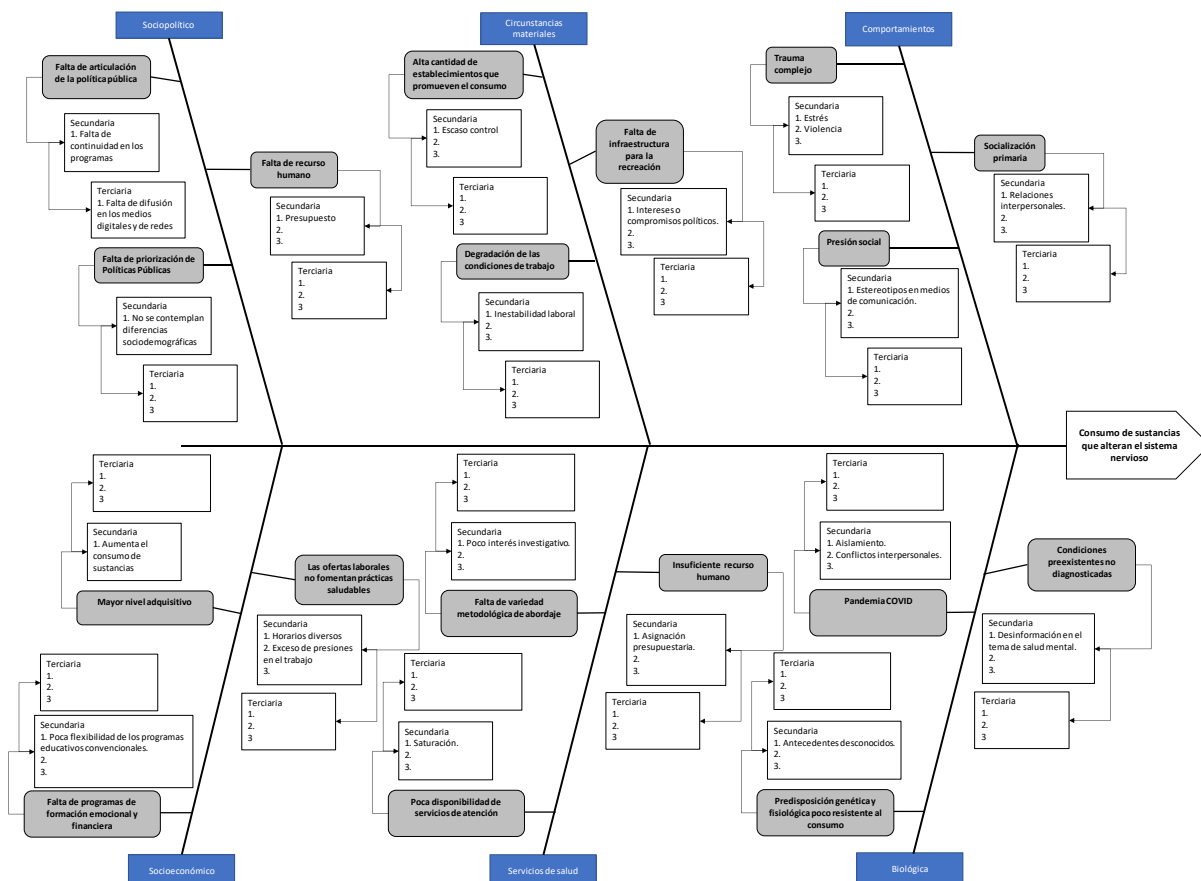 Sociopolítico
Falta de articulación
de la política pública
Secundaria
1. Falta de
continuidad en los
programas
Terciaria
1. Falta de difusión
en los medios
digitales y de redes
Falta de recurso
humano
Secundaria
1. Presupuesto
2.
3.
Terciaria
1.
2.
3
Falta de priorización de
Políticas Públicas
Secundaria
1. No se contemplan
diferencias
sociodemográficas
Terciaria
1.
2.
3
Circunstancias
materiales
Alta cantidad de
establecimientos que
promueven el consumo
Secundaria
1. Escaso control
2.
3.
Terciaria
1.
2.
3
Falta de
infraestructura
para la
recreación
Secundaria
1. Intereses o
compromisos políticos.
2.
3.
Terciaria
1.
2.
3
Degradación de las
condiciones de trabajo
Secundaria
1. Inestabilidad laboral
2.
3.
Terciaria
1.
2.
3
Comportamientos
Trauma
complejo
Secundaria
1. Estrés
2. Violencia
3.
Terciaria
1.
2.
3
Socialización
primaria
Secundaria
1. Relaciones
interpersonales.
2.
3.
Terciaria
1.
2.
3
Presión social
Secundaria
1. Estereotipos en medios
de comunicación.
2.
3.
Terciaria
1.
2.
3
Consumo de sustancias
que alteran el sistema
nervioso
Terciaria
1.
2.
3
Secundaria
1. Aumenta el
consumo de
sustancias
Mayor nivel adquisitivo
Las ofertas laborales
no fomentan prácticas
saludables
Secundaria
1. Horarios diversos
2. Exceso de presiones
en el trabajo
3.
Terciaria
1.
2.
3
Terciaria
1.
2.
3
Secundaria
1. Poca flexibilidad de los programas
educativos convencionales.
2.
3.
Falta de programas de
formación emocional y
financiera
Socioeconómico
Terciaria
1.
2.
3
Secundaria
1. Poco interés investigativo.
2.
3.
Falta de variedad
metodológica de abordaje
Insuficiente recurso
humano
Secundaria
1. Asignación
presupuestaria.
2.
3.
Terciaria
1.
2.
3
Terciaria
1.
2.
3
Secundaria
1. Saturación.
2.
3.
Poca disponibilidad de
servicios de atención
Servicios de salud
Terciaria
1.
2.
3
Secundaria
1. Aislamiento.
2. Conflictos interpersonales.
3.
Pandemia COVID
Condiciones
preexistentes no
diagnosticadas
Secundaria
1. Desinformación en el
tema de salud mental.
2.
3.
Terciaria
1.
2.
3
Terciaria
1.
2.
3
Secundaria
1. Antecedentes desconocidos.
2.
3.
Predisposición genética y
fisiológica poco resistente al
consumo
Biológica